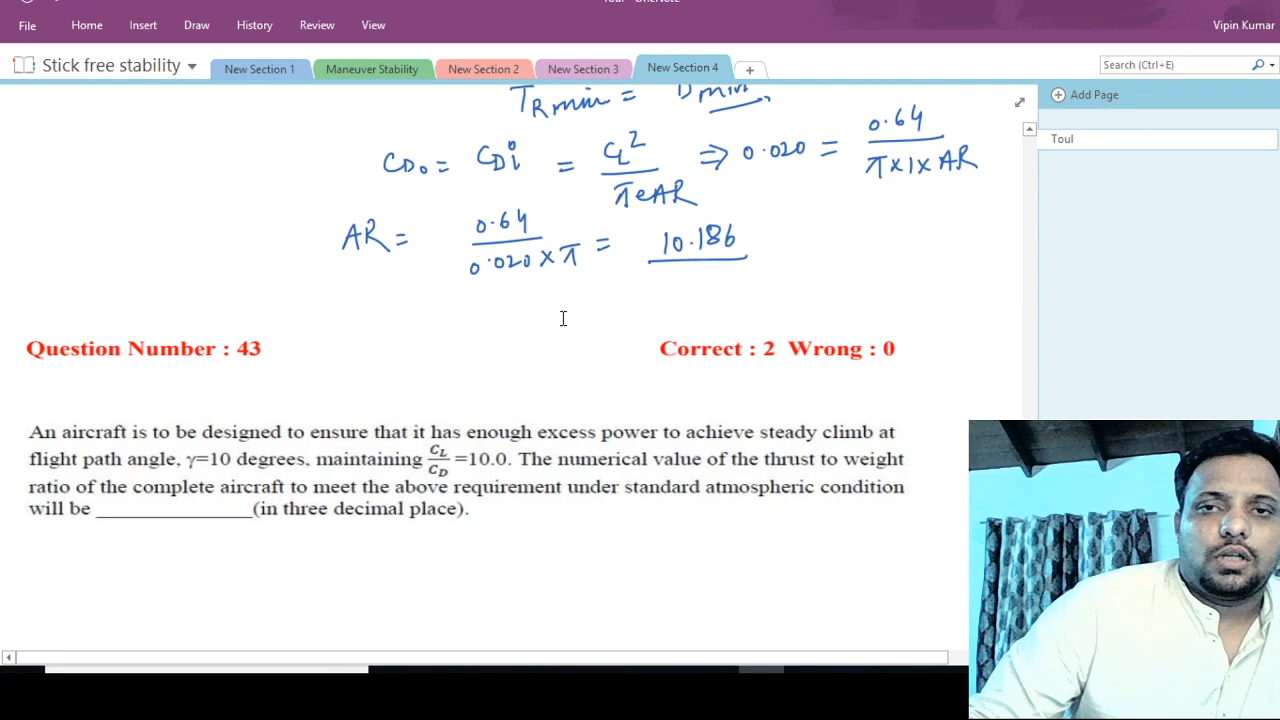 File Home Insert Draw History Review View Vipin Kumar
Stick free stability New Section 1 Maneuver Stability New Section 2 New Section 3 New Section 4 Search (Ctrl+E)
Add Page
Toul
TRmin = Dmin
CD₀ = CDi = CL²/πeAR ⇒ 0.020 = 0.64/π×1×AR
AR = 0.64/0.020×π = 10.186
Question Number : 43 Correct : 2 Wrong : 0
An aircraft is to be designed to ensure that it has enough excess power to achieve steady climb at
flight path angle, γ=10 degrees, maintaining C_L/C_D =10.0. The numerical value of the thrust to weight
ratio of the complete aircraft to meet the above requirement under standard atmospheric condition
will be ________________(in three decimal place).